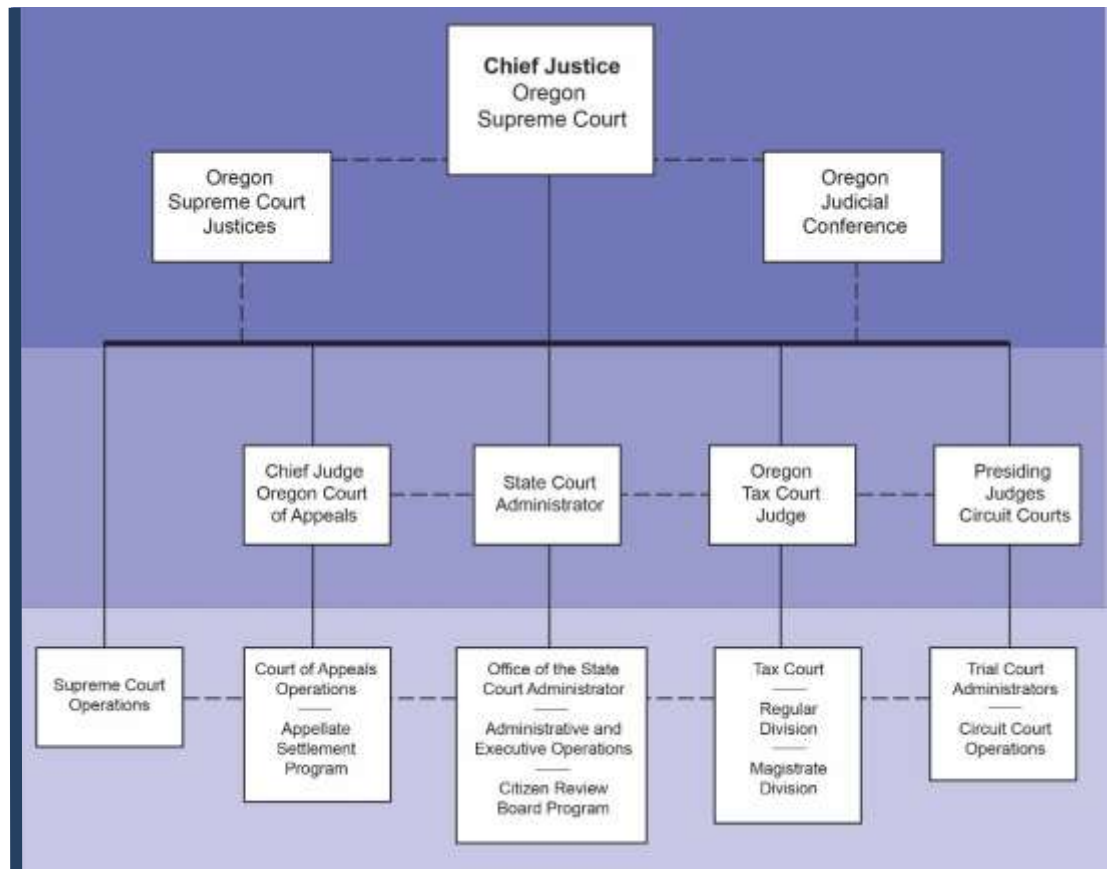 Chief Justice
Oregon
Supreme Court
Oregon
Supreme Court
Justices
Oregon
Judicial
Conference
Chief Judge
Oregon Court
of Appeals
State Court
Administrator
Oregon
Tax Court
Judge
Presiding
Judges
Circuit Courts
Supreme Court
Operations
Court of Appeals
Operations
Appellate
Settlement
Program
Office of the State
Court Administrator
Administrative and
Executive Operations
Citizen Review
Board Program
Tax Court
Regular
Division
Magistrate
Division
Trial Court
Administrators
Circuit Court
Operations